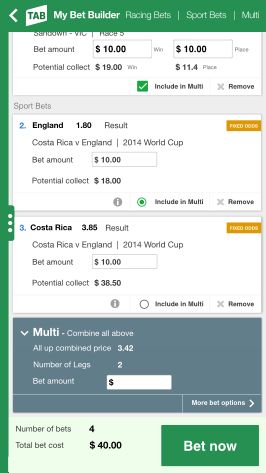 TAB My Bet Builder Racing Bets | Sport Bets | Multi
Sandown - VIC | Race 5
Bet amount $ 10.00 Win $ 10.00 Place
Potential collect $ 19.00 Win $ 11.4 Place
Include in Multi Remove
Sport Bets
2. England 1.80 Result FIXED ODDS
Costa Rica v England | 2014 World Cup
Bet amount $ 10.00
Potential collect $ 18.00
Include in Multi Remove
3. Costa Rica 3.85 Result FIXED ODDS
Costa Rica v England | 2014 World Cup
Bet amount $ 10.00
Potential collect $ 38.50
Include in Multi Remove
Multi - Combine all above
All up combined price 3.42
Number of Legs 2
Bet amount $
More bet options
Number of bets 4
Total bet cost $ 40.00
Bet now